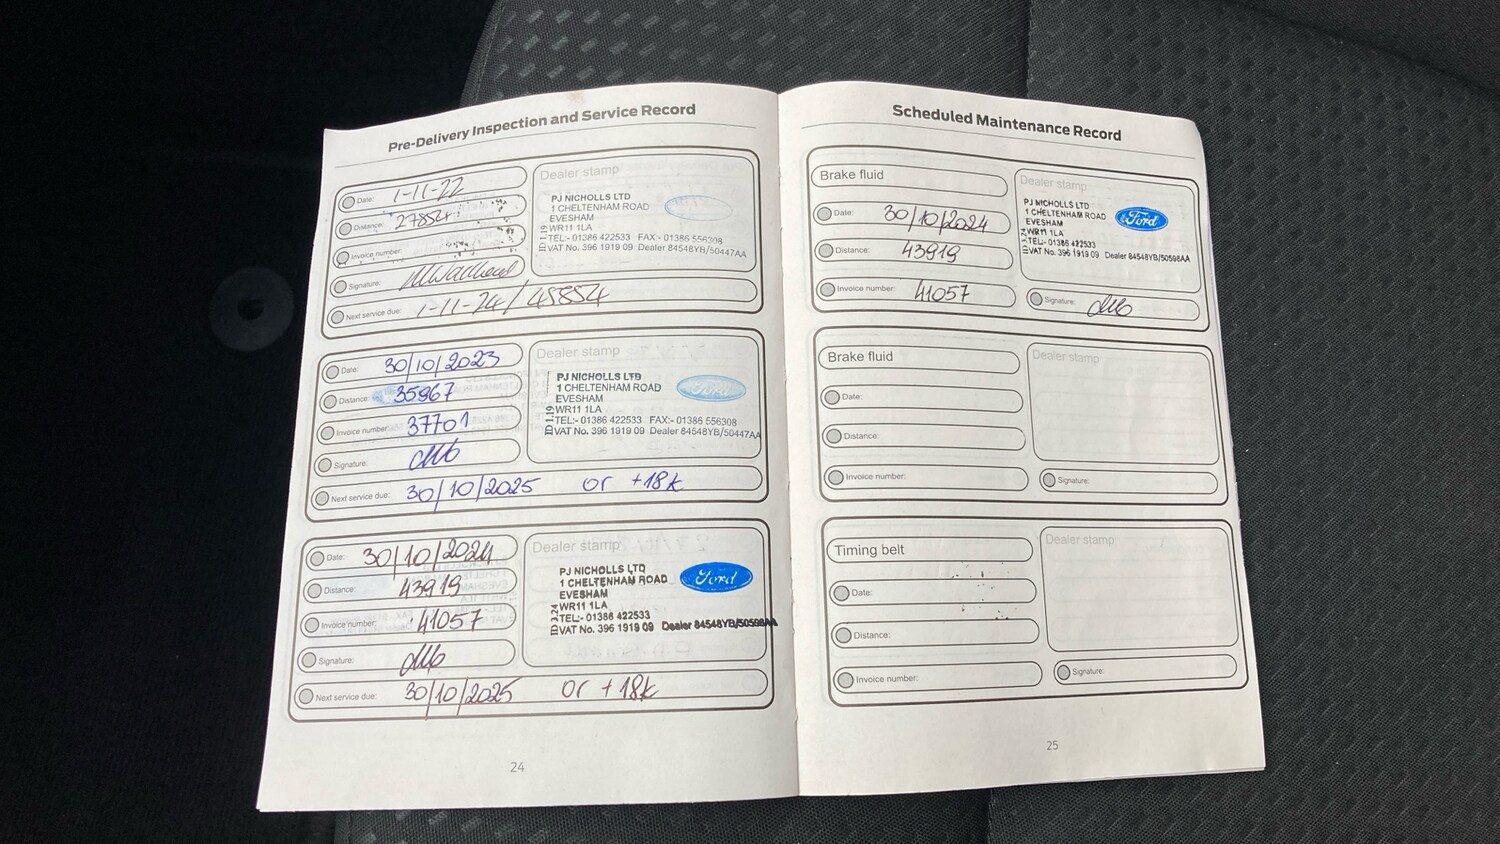 Pre-Delivery Inspection and Service Record
Date: 1-11-22
Distance: 27854
Invoice number:
Signature:
Next service due: 1-11-24 / 45854
Dealer stamp
PJ NICHOLLS LTD
1 CHELTENHAM ROAD
EVESHAM
WR11 1LA
TEL:- 01386 422533 FAX:- 01386 556308
VAT No. 396 1919 09 Dealer 84548YB/50447AA
ID 1.19
Date: 30/10/2023
Distance: 35967
Invoice number: 37701
Signature:
Next service due: 30/10/2025 or +18k
Dealer stamp
PJ NICHOLLS LTD
1 CHELTENHAM ROAD
EVESHAM
WR11 1LA
TEL:- 01386 422533 FAX:- 01386 556308
VAT No. 396 1919 09 Dealer 84548YB/50447AA
ID 1.19
Ford
Date: 30/10/2024
Distance: 43919
Invoice number: 41057
Signature:
Next service due: 30/10/2025 or +18k
Dealer stamp
PJ NICHOLLS LTD
1 CHELTENHAM ROAD
EVESHAM
WR11 1LA
TEL:- 01386 422533
VAT No. 396 1919 09 Dealer 84548YB/50598AA
Ford
24
Scheduled Maintenance Record
Brake fluid
Date: 30/10/2024
Distance: 43919
Invoice number: 41057
Dealer stamp
PJ NICHOLLS LTD
1 CHELTENHAM ROAD
EVESHAM
WR11 1LA
TEL:- 01386 422533
VAT No. 396 1919 09 Dealer 84548YB/50598AA
Ford
Signature:
Brake fluid
Date:
Distance:
Invoice number:
Dealer stamp
Signature:
Timing belt
Date:
Distance:
Invoice number:
Dealer stamp
Signature:
25